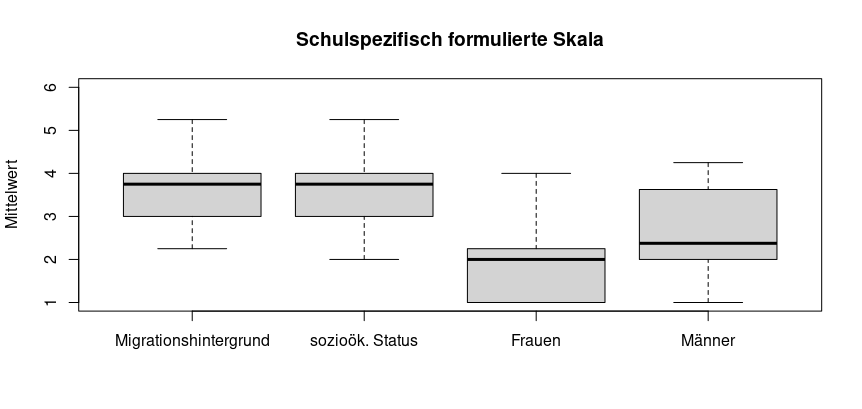 Schulspezifisch formulierte Skala
Mittelwert
6
5
4
3
2
1
Migrationshintergrund sozioök. Status Frauen Männer